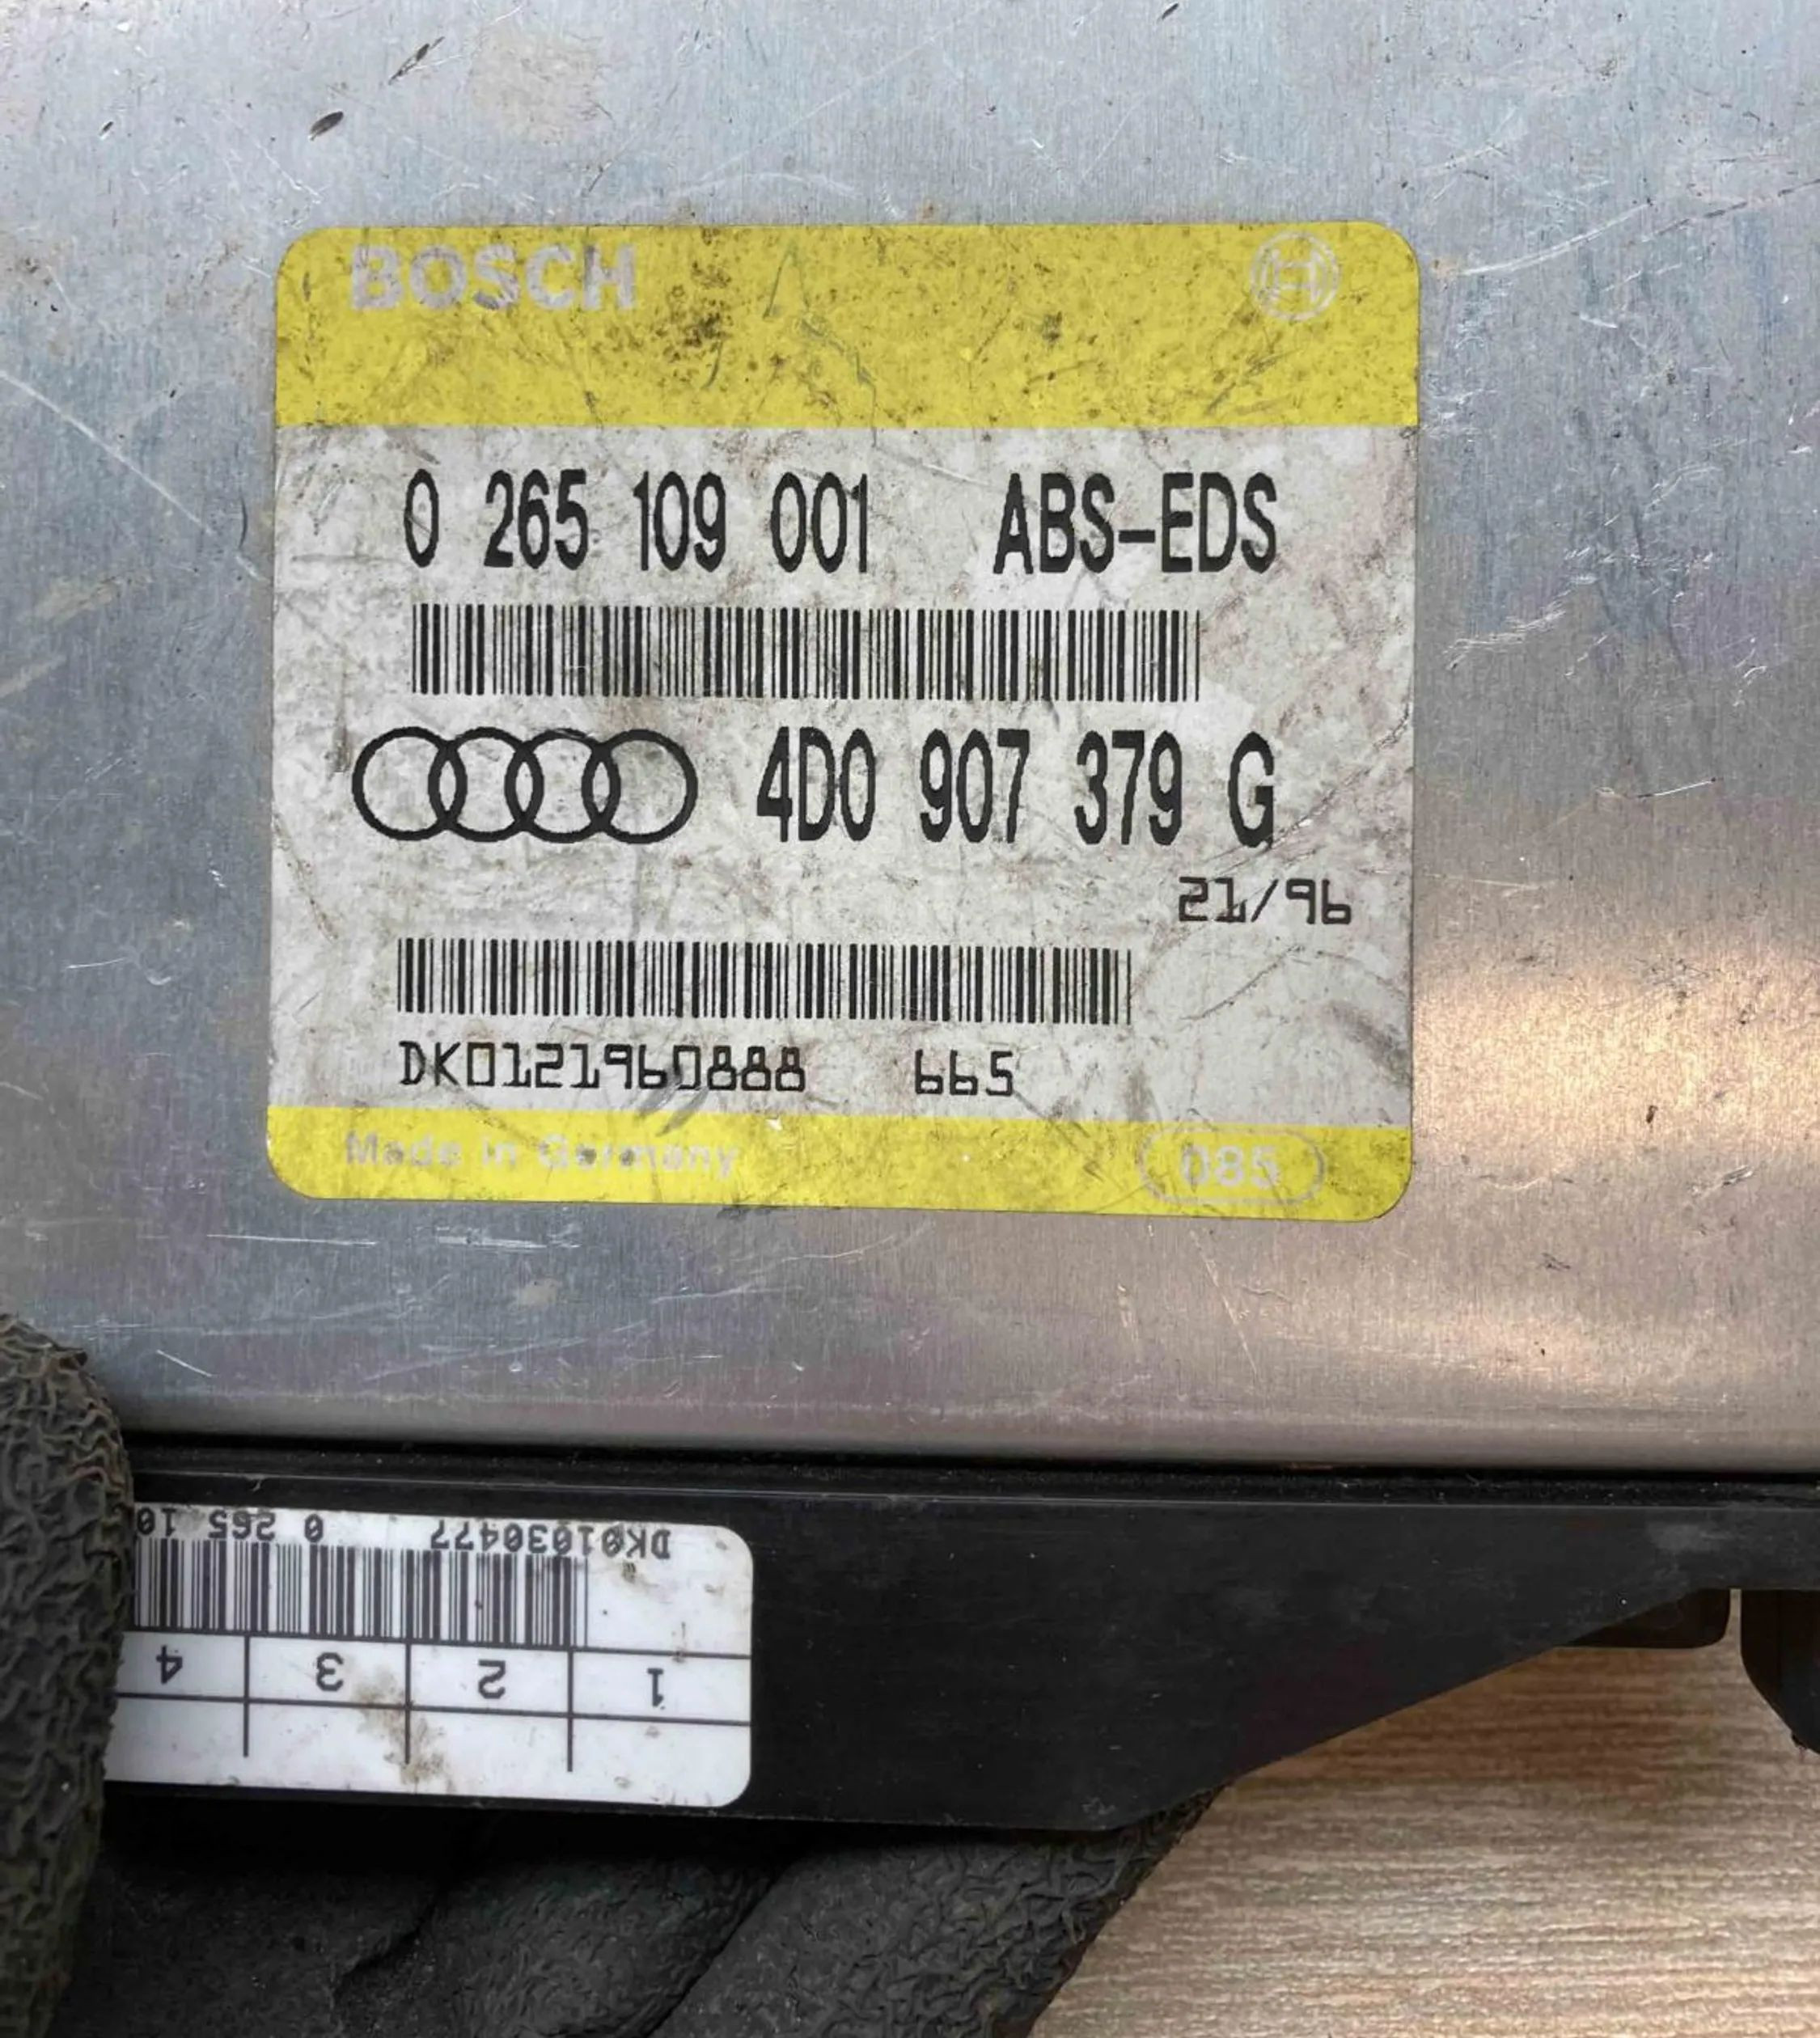 BOSCH
0 265 109 001 ABS-EDS
4D0 907 379 G
21/96
DK0121960888 665
Made in Germany 085
DK01030477 0 265 10
1 2 3 4